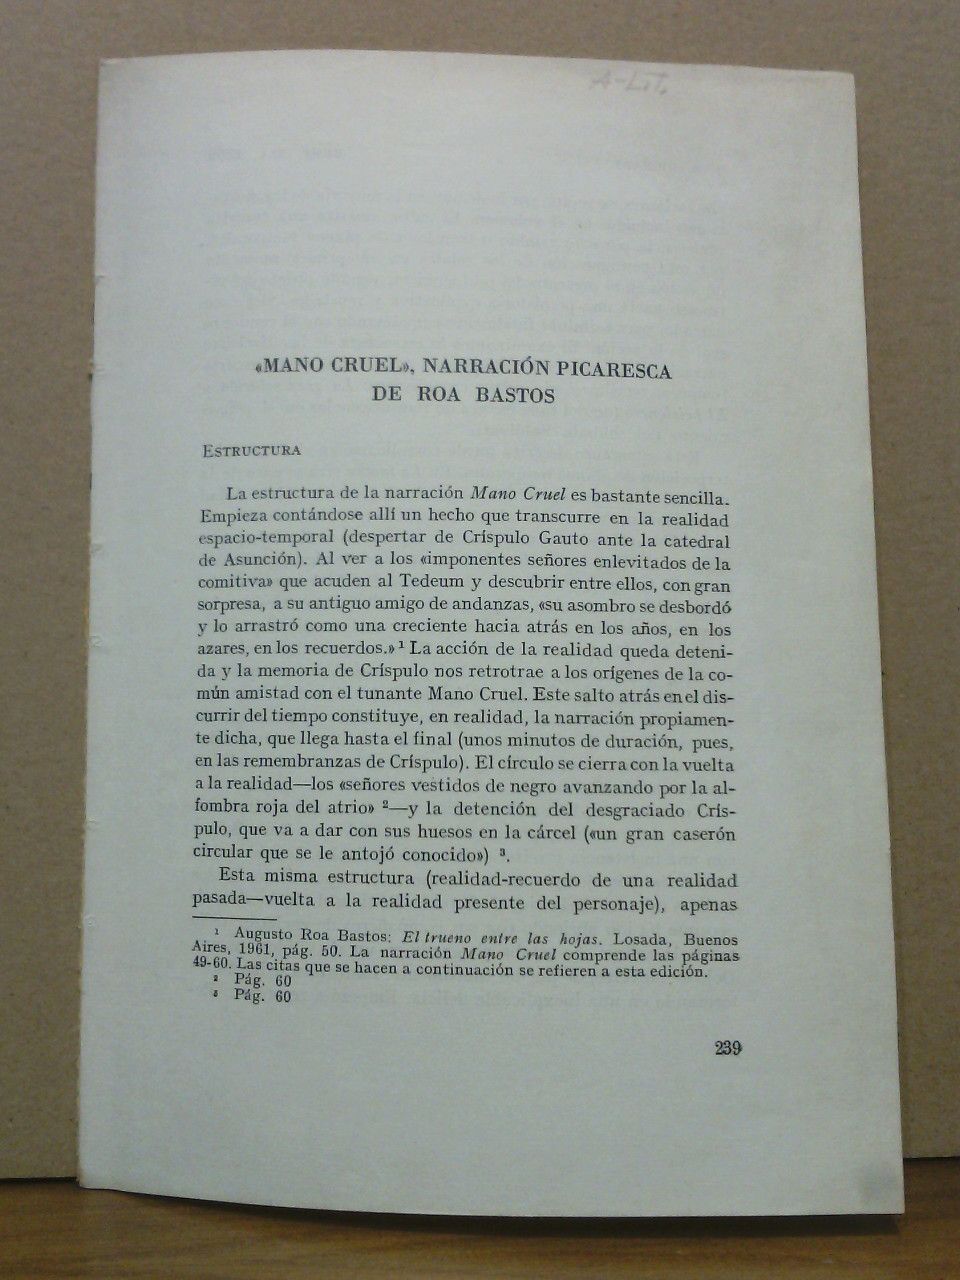 A-Lit.
«MANO CRUEL», NARRACIÓN PICARESCA
DE ROA BASTOS
ESTRUCTURA
La estructura de la narración Mano Cruel es bastante sencilla.
Empieza contándose allí un hecho que transcurre en la realidad
espacio-temporal (despertar de Críspulo Gauto ante la catedral
de Asunción). Al ver a los «imponentes señores enlevitados de la
comitiva» que acuden al Tedeum y descubrir entre ellos, con gran
sorpresa, a su antiguo amigo de andanzas, «su asombro se desbordó
y lo arrastró como una creciente hacia atrás en los años, en los
azares, en los recuerdos.» 1 La acción de la realidad queda deteni-
da y la memoria de Críspulo nos retrotrae a los orígenes de la co-
mún amistad con el tunante Mano Cruel. Este salto atrás en el dis-
currir del tiempo constituye, en realidad, la narración propiamen-
te dicha, que llega hasta el final (unos minutos de duración, pues,
en las remembranzas de Críspulo). El círculo se cierra con la vuelta
a la realidad—los «señores vestidos de negro avanzando por la al-
fombra roja del atrio» 2—y la detención del desgraciado Crís-
pulo, que va a dar con sus huesos en la cárcel («un gran caserón
circular que se le antojó conocido») 3.
Esta misma estructura (realidad-recuerdo de una realidad
pasada—vuelta a la realidad presente del personaje), apenas
1 Augusto Roa Bastos: El trueno entre las hojas. Losada, Buenos
Aires, 1961, pág. 50. La narración Mano Cruel comprende las páginas
49-60. Las citas que se hacen a continuación se refieren a esta edición.
2 Pág. 60
3 Pág. 60
239